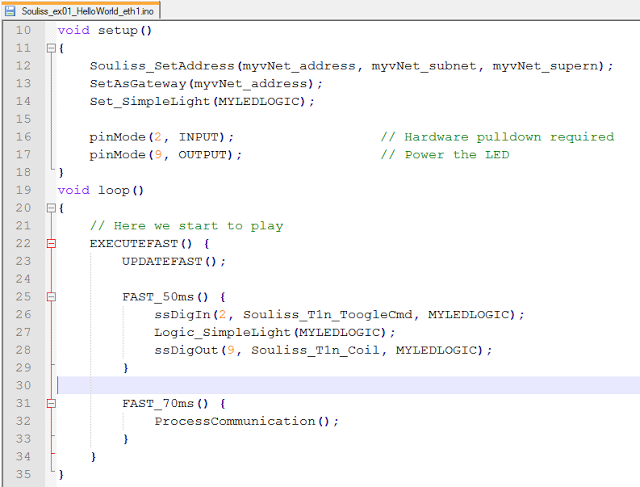 Souliss_ex01_HelloWorld_eth1.ino
10 void setup()
11 {
12 Souliss_SetAddress(myvNet_address, myvNet_subnet, myvNet_supern);
13 SetAsGateway(myvNet_address);
14 Set_SimpleLight(MYLEDLOGIC);
15
16 pinMode(2, INPUT); // Hardware pulldown required
17 pinMode(9, OUTPUT); // Power the LED
18 }
19 void loop()
20 {
21 // Here we start to play
22 EXECUTEFAST() {
23 UPDATEFAST();
24
25 FAST_50ms() {
26 ssDigIn(2, Souliss_T1n_ToogleCmd, MYLEDLOGIC);
27 Logic_SimpleLight(MYLEDLOGIC);
28 ssDigOut(9, Souliss_T1n_Coil, MYLEDLOGIC);
29 }
30
31 FAST_70ms() {
32 ProcessCommunication();
33 }
34 }
35 }